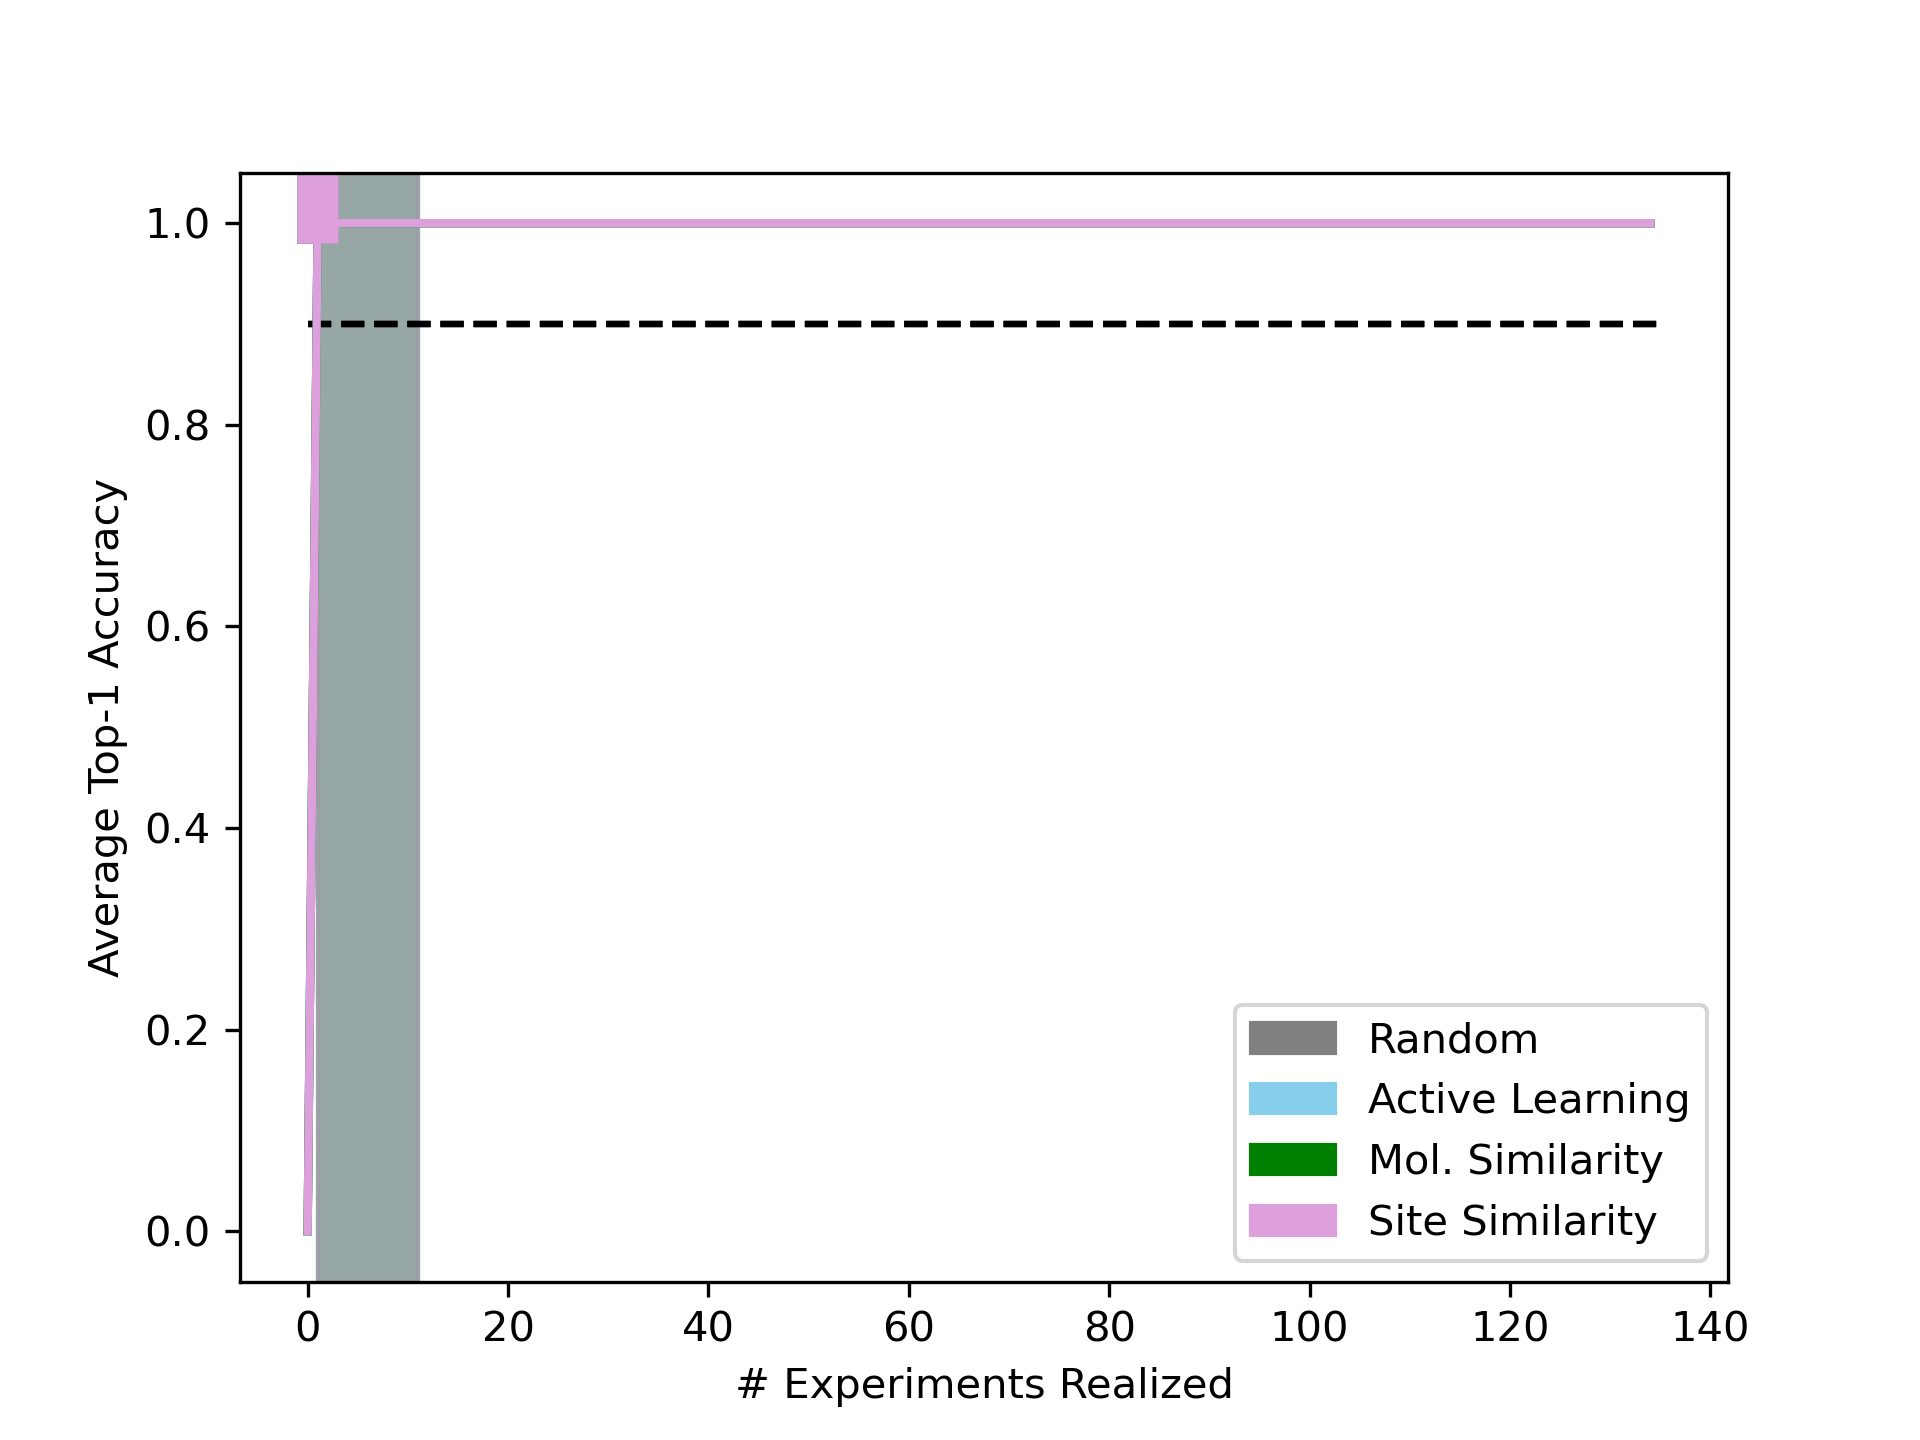 1.0
0.8
0.6
0.4
0.2
0.0
Average Top-1 Accuracy
Random
Active Learning
Mol. Similarity
Site Similarity
0 20 40 60 80 100 120 140
# Experiments Realized